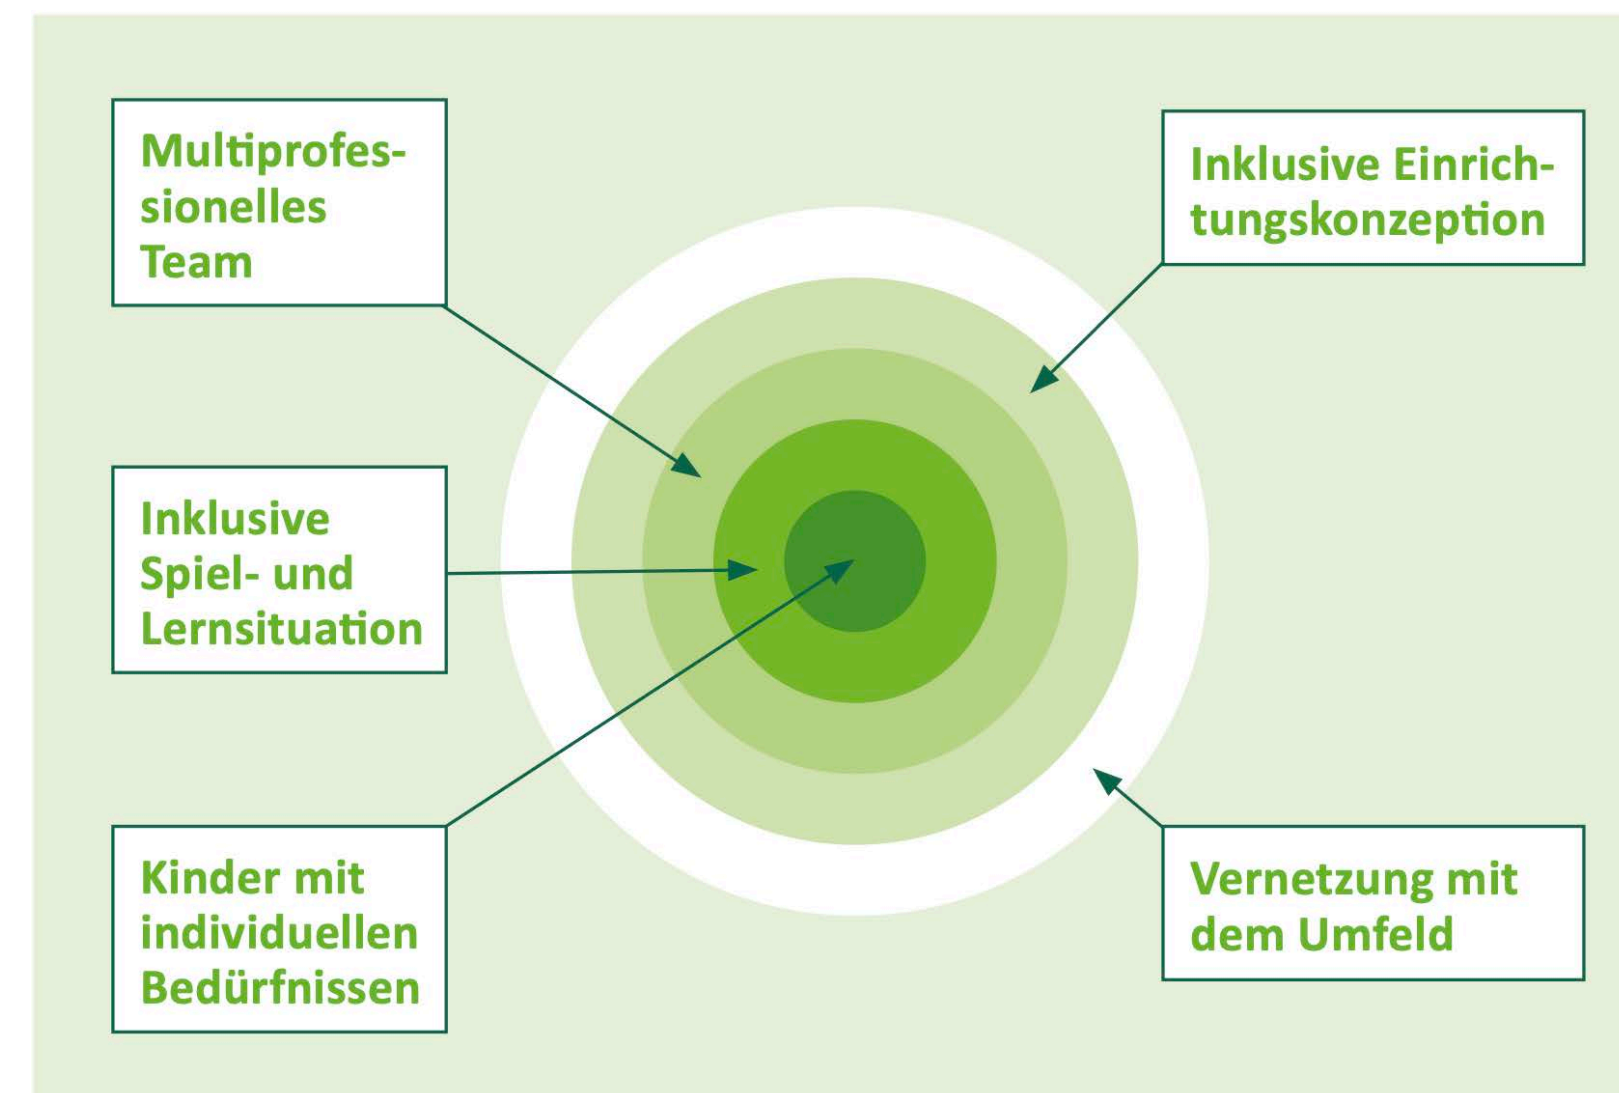 Multiprofes-
sionelles
Team
Inklusive Einrich-
tungskonzeption
Inklusive
Spiel- und
Lernsituation
Kinder mit
individuellen
Bedürfnissen
Vernetzung mit
dem Umfeld